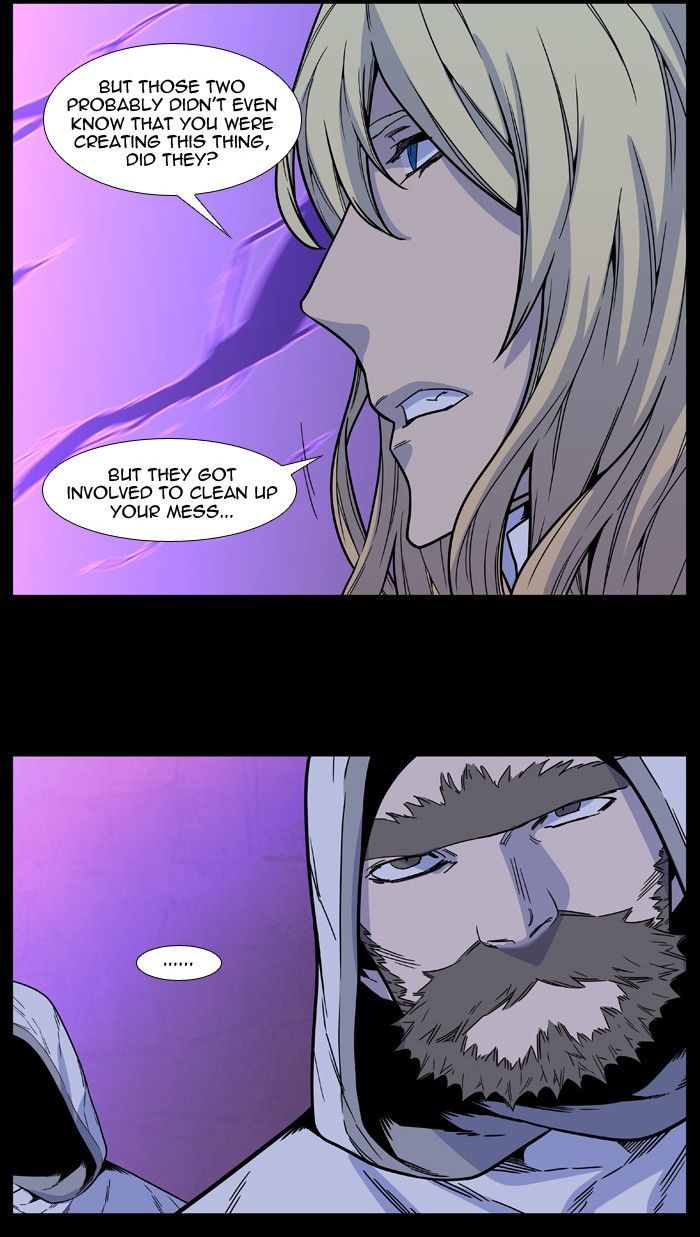 BUT THOSE TWO
PROBABLY DIDN'T EVEN
KNOW THAT YOU WERE
CREATING THIS THING,
DID THEY?
BUT THEY GOT
INVOLVED TO CLEAN UP
YOUR MESS...
......